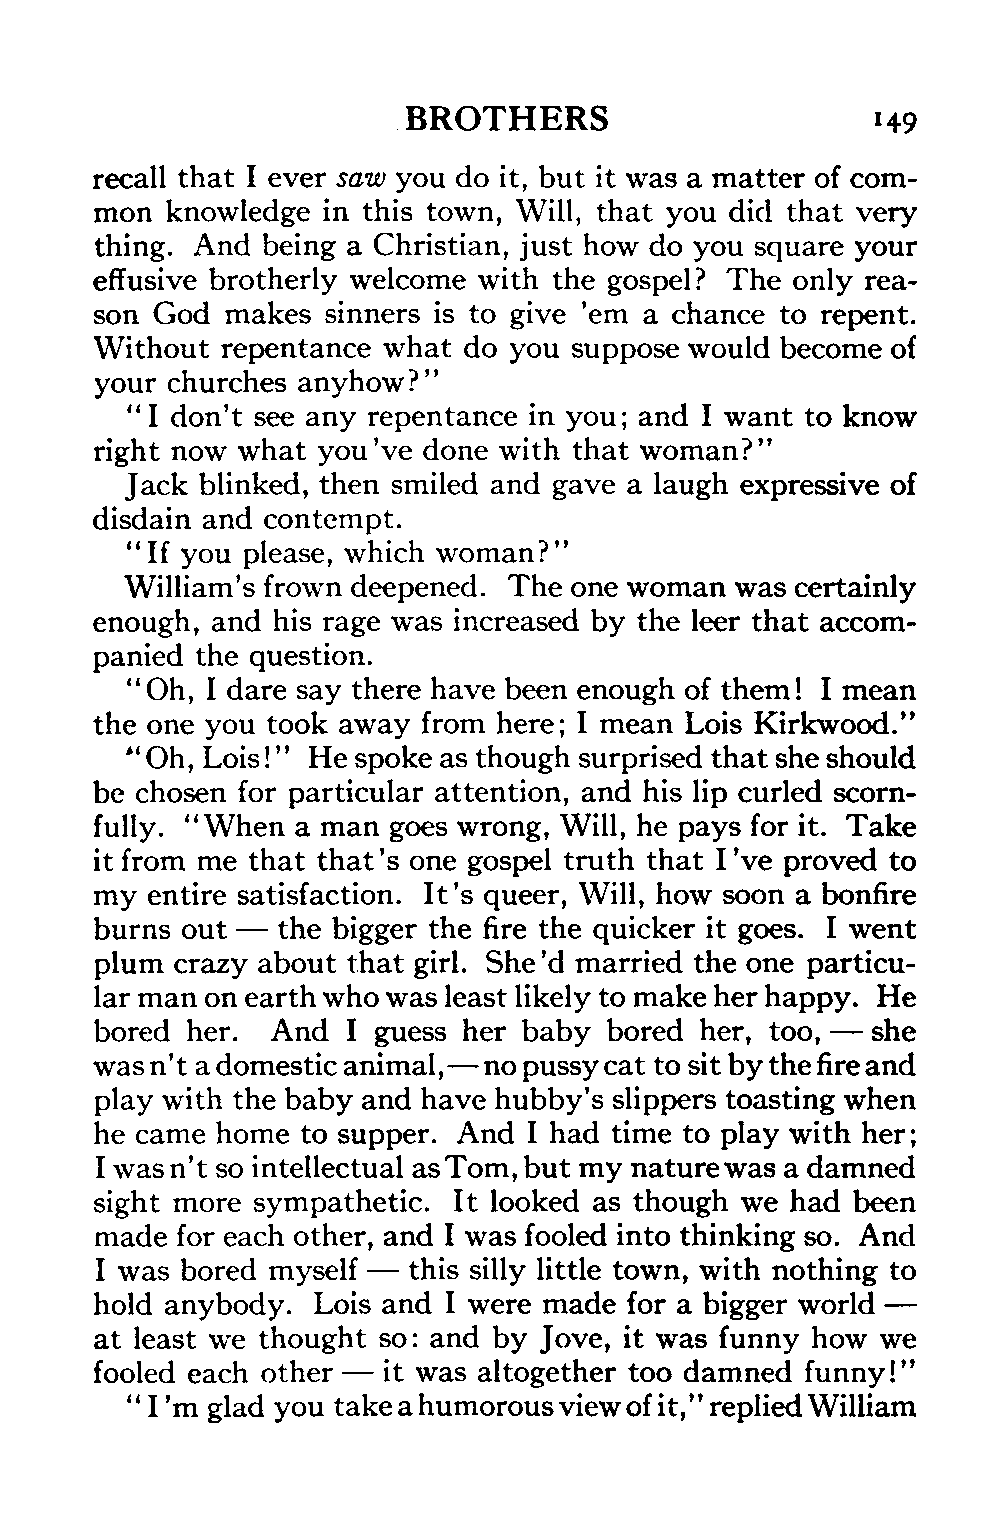 BROTHERS 149
recall that I ever saw you do it, but it was a matter of com-
mon knowledge in this town, Will, that you did that very
thing. And being a Christian, just how do you square your
effusive brotherly welcome with the gospel? The only rea-
son God makes sinners is to give 'em a chance to repent.
Without repentance what do you suppose would become of
your churches anyhow?"
"I don't see any repentance in you; and I want to know
right now what you've done with that woman?"
Jack blinked, then smiled and gave a laugh expressive of
disdain and contempt.
"If you please, which woman?"
William's frown deepened. The one woman was certainly
enough, and his rage was increased by the leer that accom-
panied the question.
"Oh, I dare say there have been enough of them! I mean
the one you took away from here; I mean Lois Kirkwood."
"Oh, Lois!" He spoke as though surprised that she should
be chosen for particular attention, and his lip curled scorn-
fully. "When a man goes wrong, Will, he pays for it. Take
it from me that that's one gospel truth that I've proved to
my entire satisfaction. It's queer, Will, how soon a bonfire
burns out — the bigger the fire the quicker it goes. I went
plum crazy about that girl. She'd married the one particu-
lar man on earth who was least likely to make her happy. He
bored her. And I guess her baby bored her, too, — she
wasn't a domestic animal, — no pussy cat to sit by the fire and
play with the baby and have hubby's slippers toasting when
he came home to supper. And I had time to play with her;
I wasn't so intellectual as Tom, but my nature was a damned
sight more sympathetic. It looked as though we had been
made for each other, and I was fooled into thinking so. And
I was bored myself — this silly little town, with nothing to
hold anybody. Lois and I were made for a bigger world —
at least we thought so: and by Jove, it was funny how we
fooled each other — it was altogether too damned funny!"
"I'm glad you take a humorous view of it," replied William